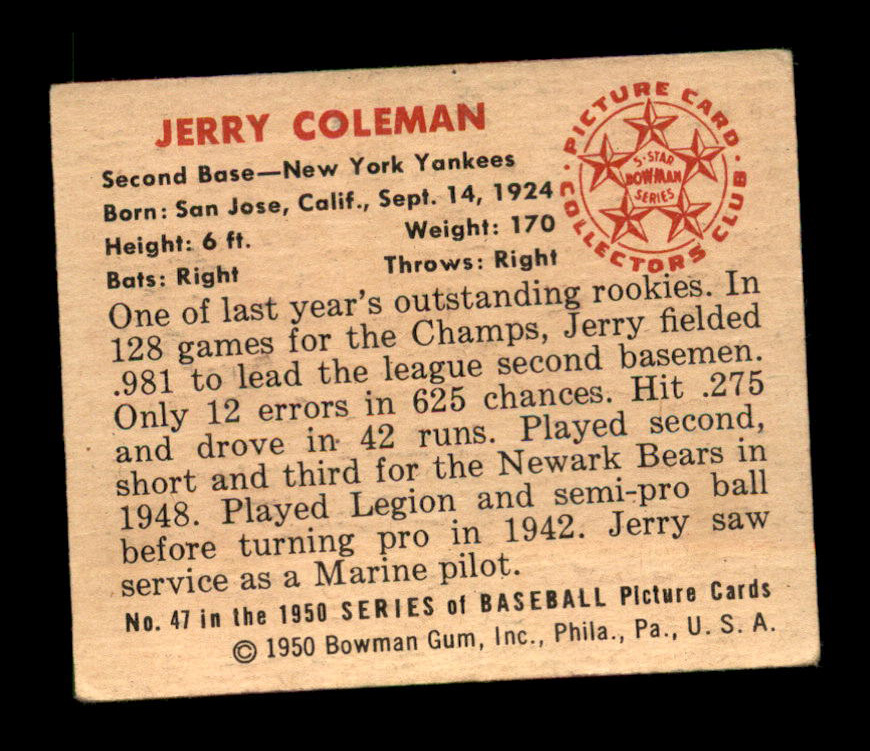 JERRY COLEMAN
Second Base—New York Yankees
Born: San Jose, Calif., Sept. 14, 1924
Height: 6 ft. Weight: 170
Bats: Right Throws: Right
PICTURE CARD
COLLECTORS CLUB
5-STAR
BOWMAN
SERIES
One of last year's outstanding rookies. In
128 games for the Champs, Jerry fielded
.981 to lead the league second basemen.
Only 12 errors in 625 chances. Hit .275
and drove in 42 runs. Played second,
short and third for the Newark Bears in
1948. Played Legion and semi-pro ball
before turning pro in 1942. Jerry saw
service as a Marine pilot.
No. 47 in the 1950 SERIES of BASEBALL Picture Cards
© 1950 Bowman Gum, Inc., Phila., Pa., U. S. A.